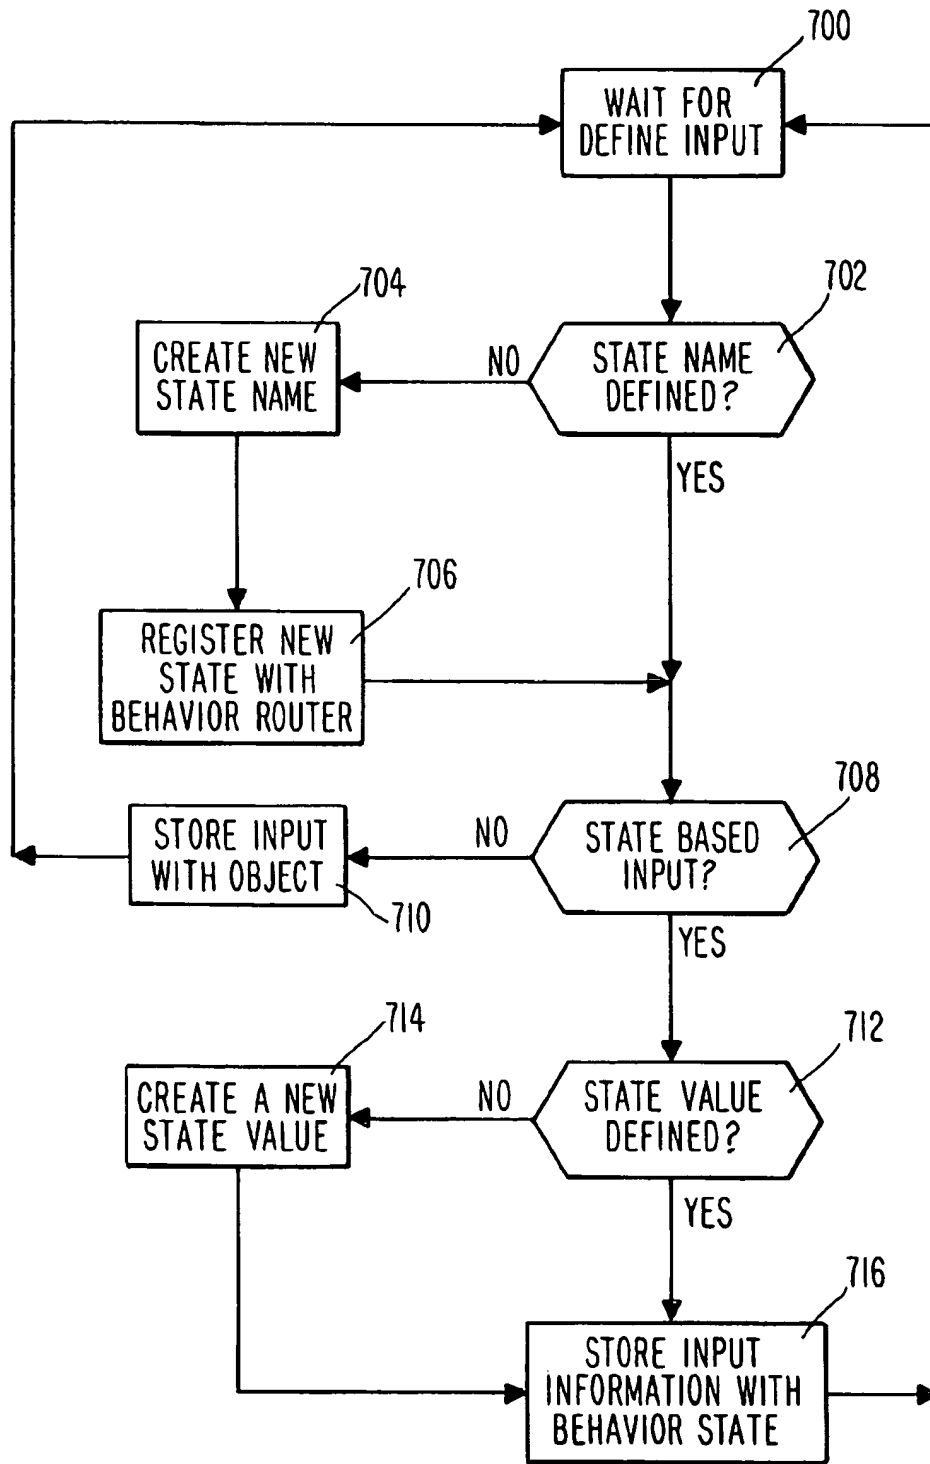 700
WAIT FOR
DEFINE INPUT
704
702
CREATE NEW
STATE NAME
NO
STATE NAME
DEFINED?
YES
706
REGISTER NEW
STATE WITH
BEHAVIOR ROUTER
708
STORE INPUT
WITH OBJECT
NO
STATE BASED
INPUT?
710
YES
714
712
CREATE A NEW
STATE VALUE
NO
STATE VALUE
DEFINED?
YES
716
STORE INPUT
INFORMATION WITH
BEHAVIOR STATE